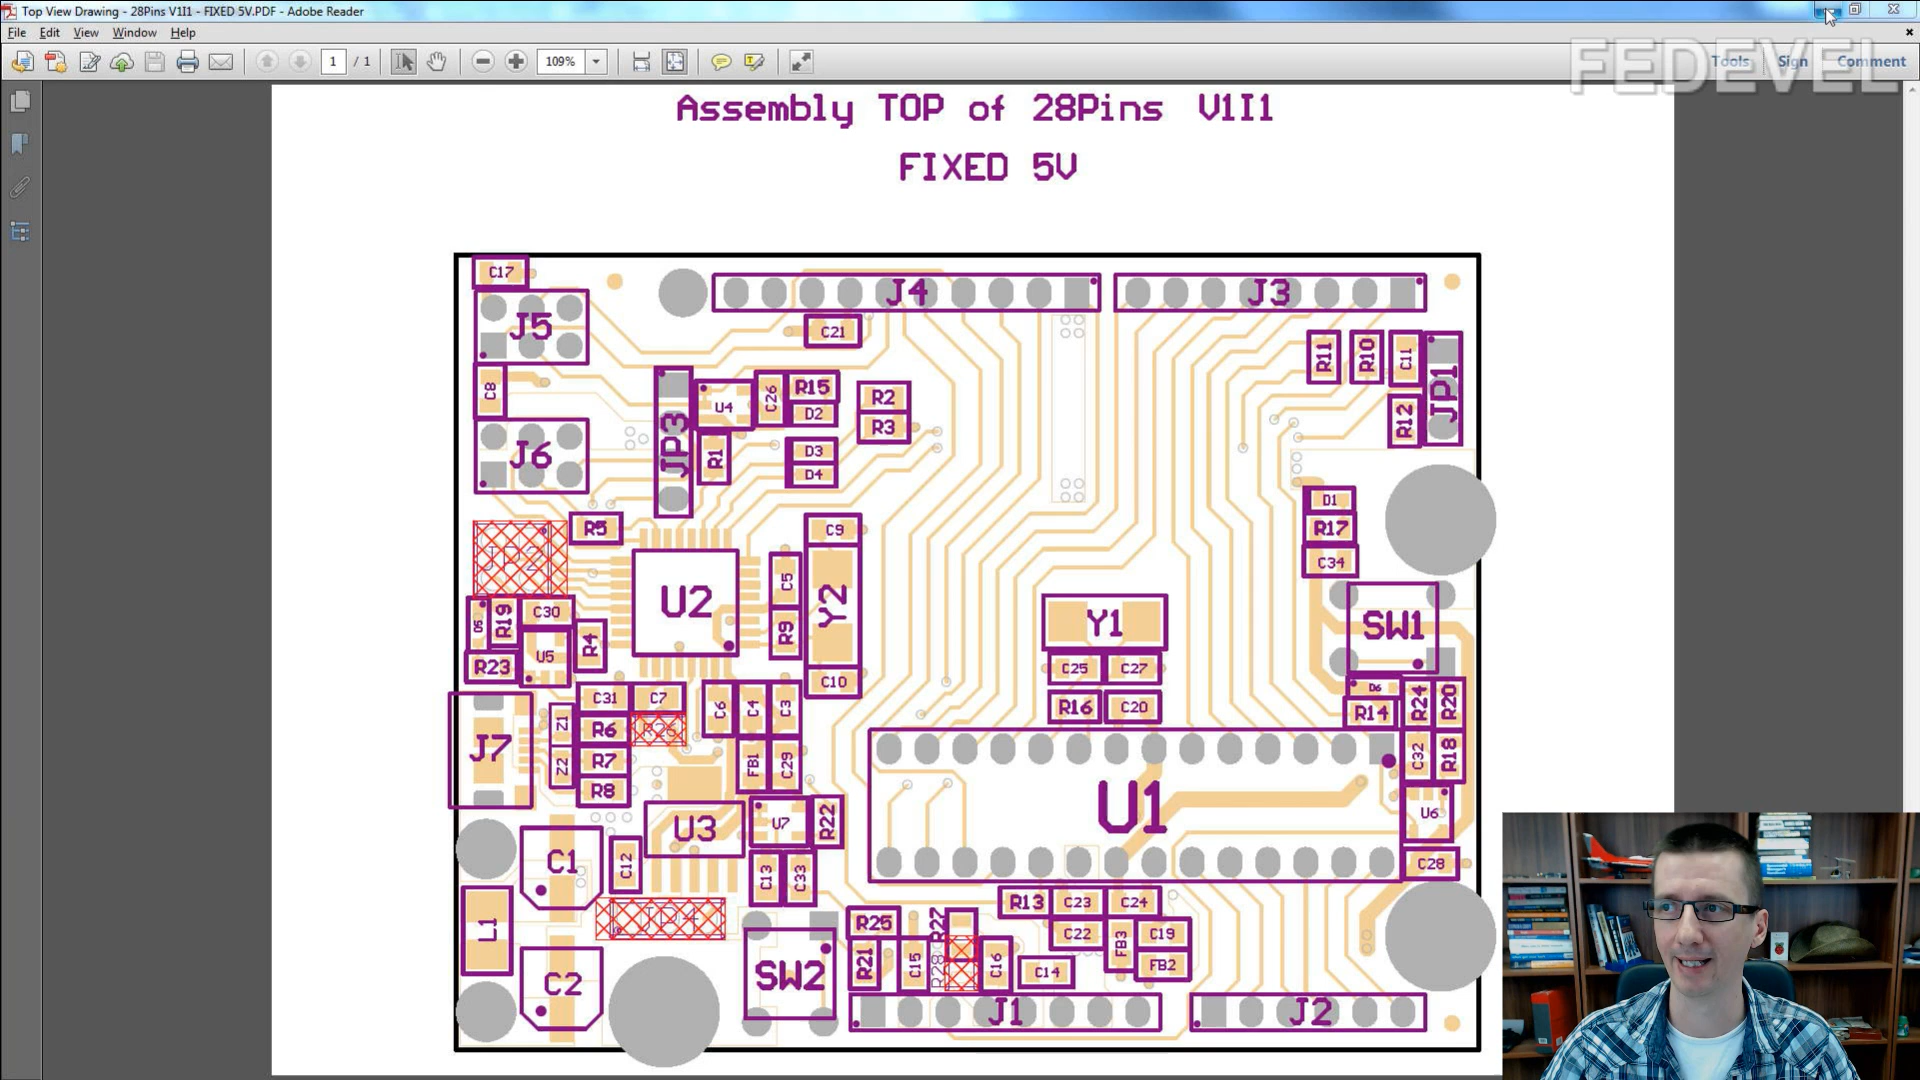 Top View Drawing - 28Pins V1I1 - FIXED 5V.PDF - Adobe Reader
File Edit View Window Help
1 / 1 109% Tools Sign Comment
FEDEVEL
Assembly TOP of 28Pins V1I1
FIXED 5V
C17
J4 J3
J5
C21
R11 R10 C11
C8
JP1
U4 C26 R15 R2
D2
R3
R12
JP3
J6
R1
D3
D4
D1
R5
R17
C9
JP2
C34
C5
U2
Y2
R19 C30
D5
Y1
SW1
R9
R4
U5
R23
C25 C27
C10
D6
C31 C7
C6 C4 C3
R16 C20
R14
R24 R20
Z1 R6
J7
R7
Z2
FB1 C29
C32 R18
R8
U1
U3 U7 R22
U6
C1
C12
C13 C33
C28
R13 C23 C24
L1
R25 R27
C22 C19
FB3
SW2
R21 C15 R28 C16
C14
FB2
C2
J1 J2